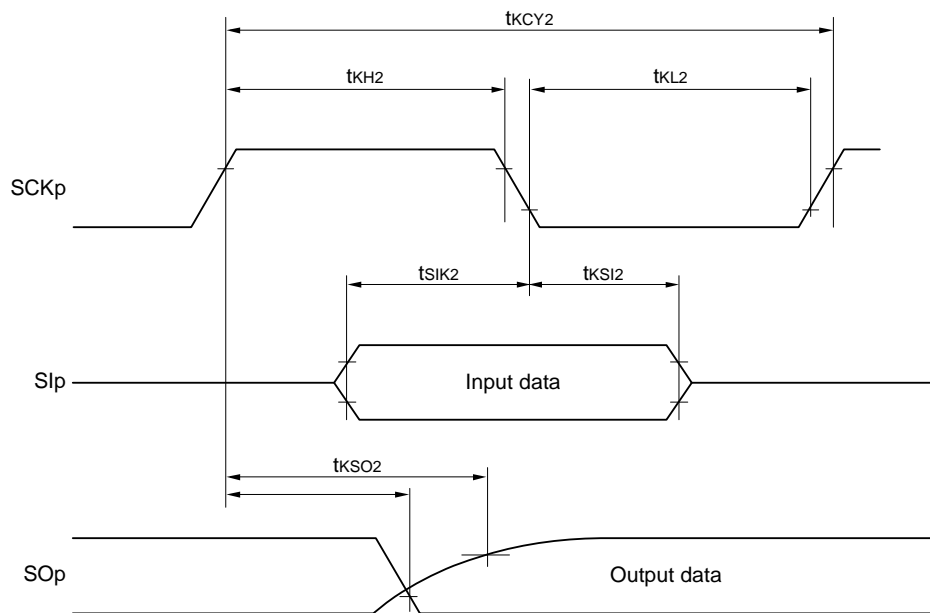 tKCY2
tKH2
tKL2
SCKp
tSIK2
tKSI2
SIp
Input data
tKSO2
SOp
Output data